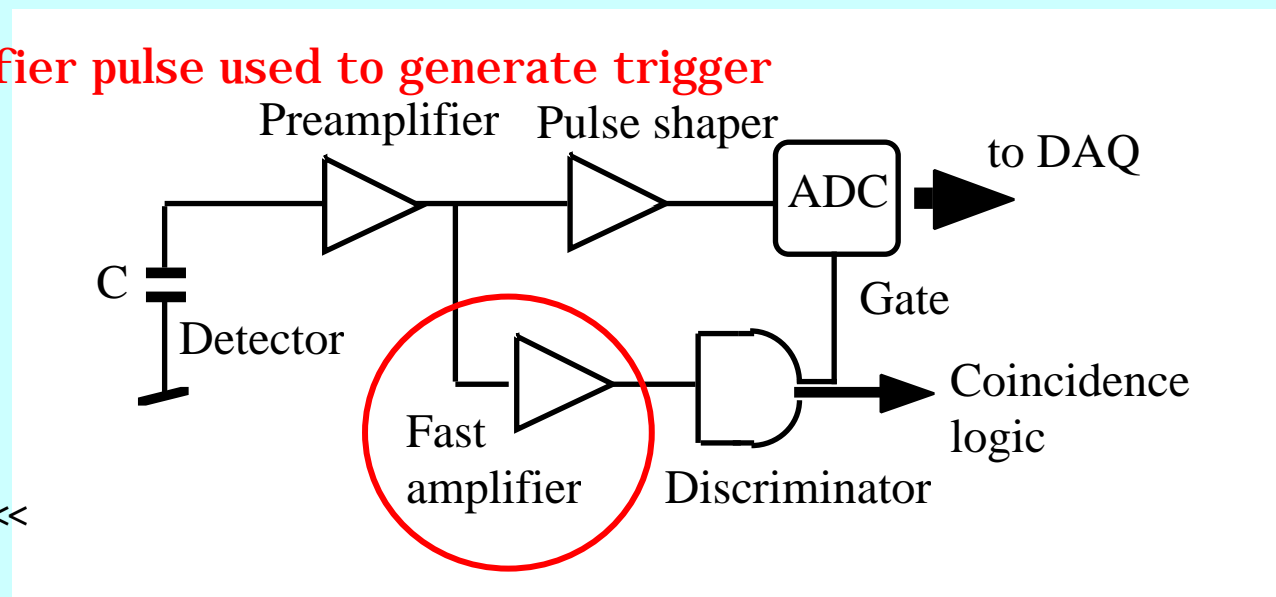 fier pulse used to generate trigger
Preamplifier
Pulse shaper
ADC
to DAQ
C
Detector
Gate
Fast
amplifier
Discriminator
Coincidence
logic
<<